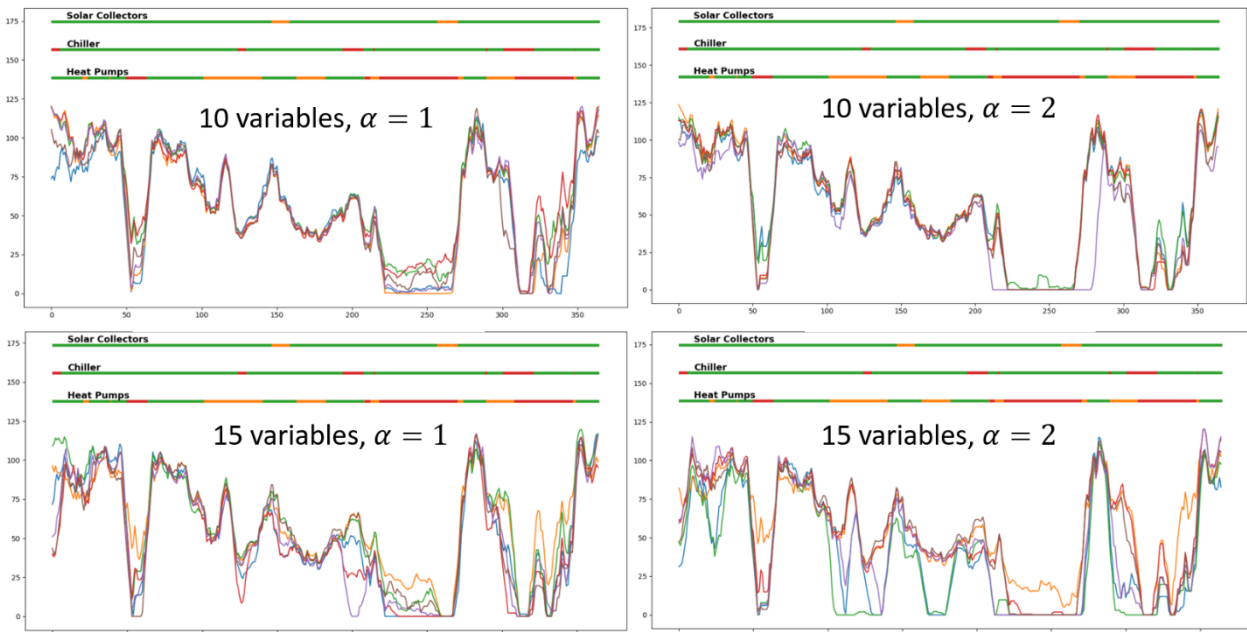 175
Solar Collectors
150
Chiller
Heat Pumps
125
10 variables, α = 1
100
75
50
25
0
0 50 100 150 200 250 300 350
175
Solar Collectors
150
Chiller
Heat Pumps
125
10 variables, α = 2
100
75
50
25
0
0 50 100 150 200 250 300 350
175
Solar Collectors
150
Chiller
Heat Pumps
125
15 variables, α = 1
100
75
50
25
0
175
Solar Collectors
150
Chiller
Heat Pumps
125
15 variables, α = 2
100
75
50
25
0